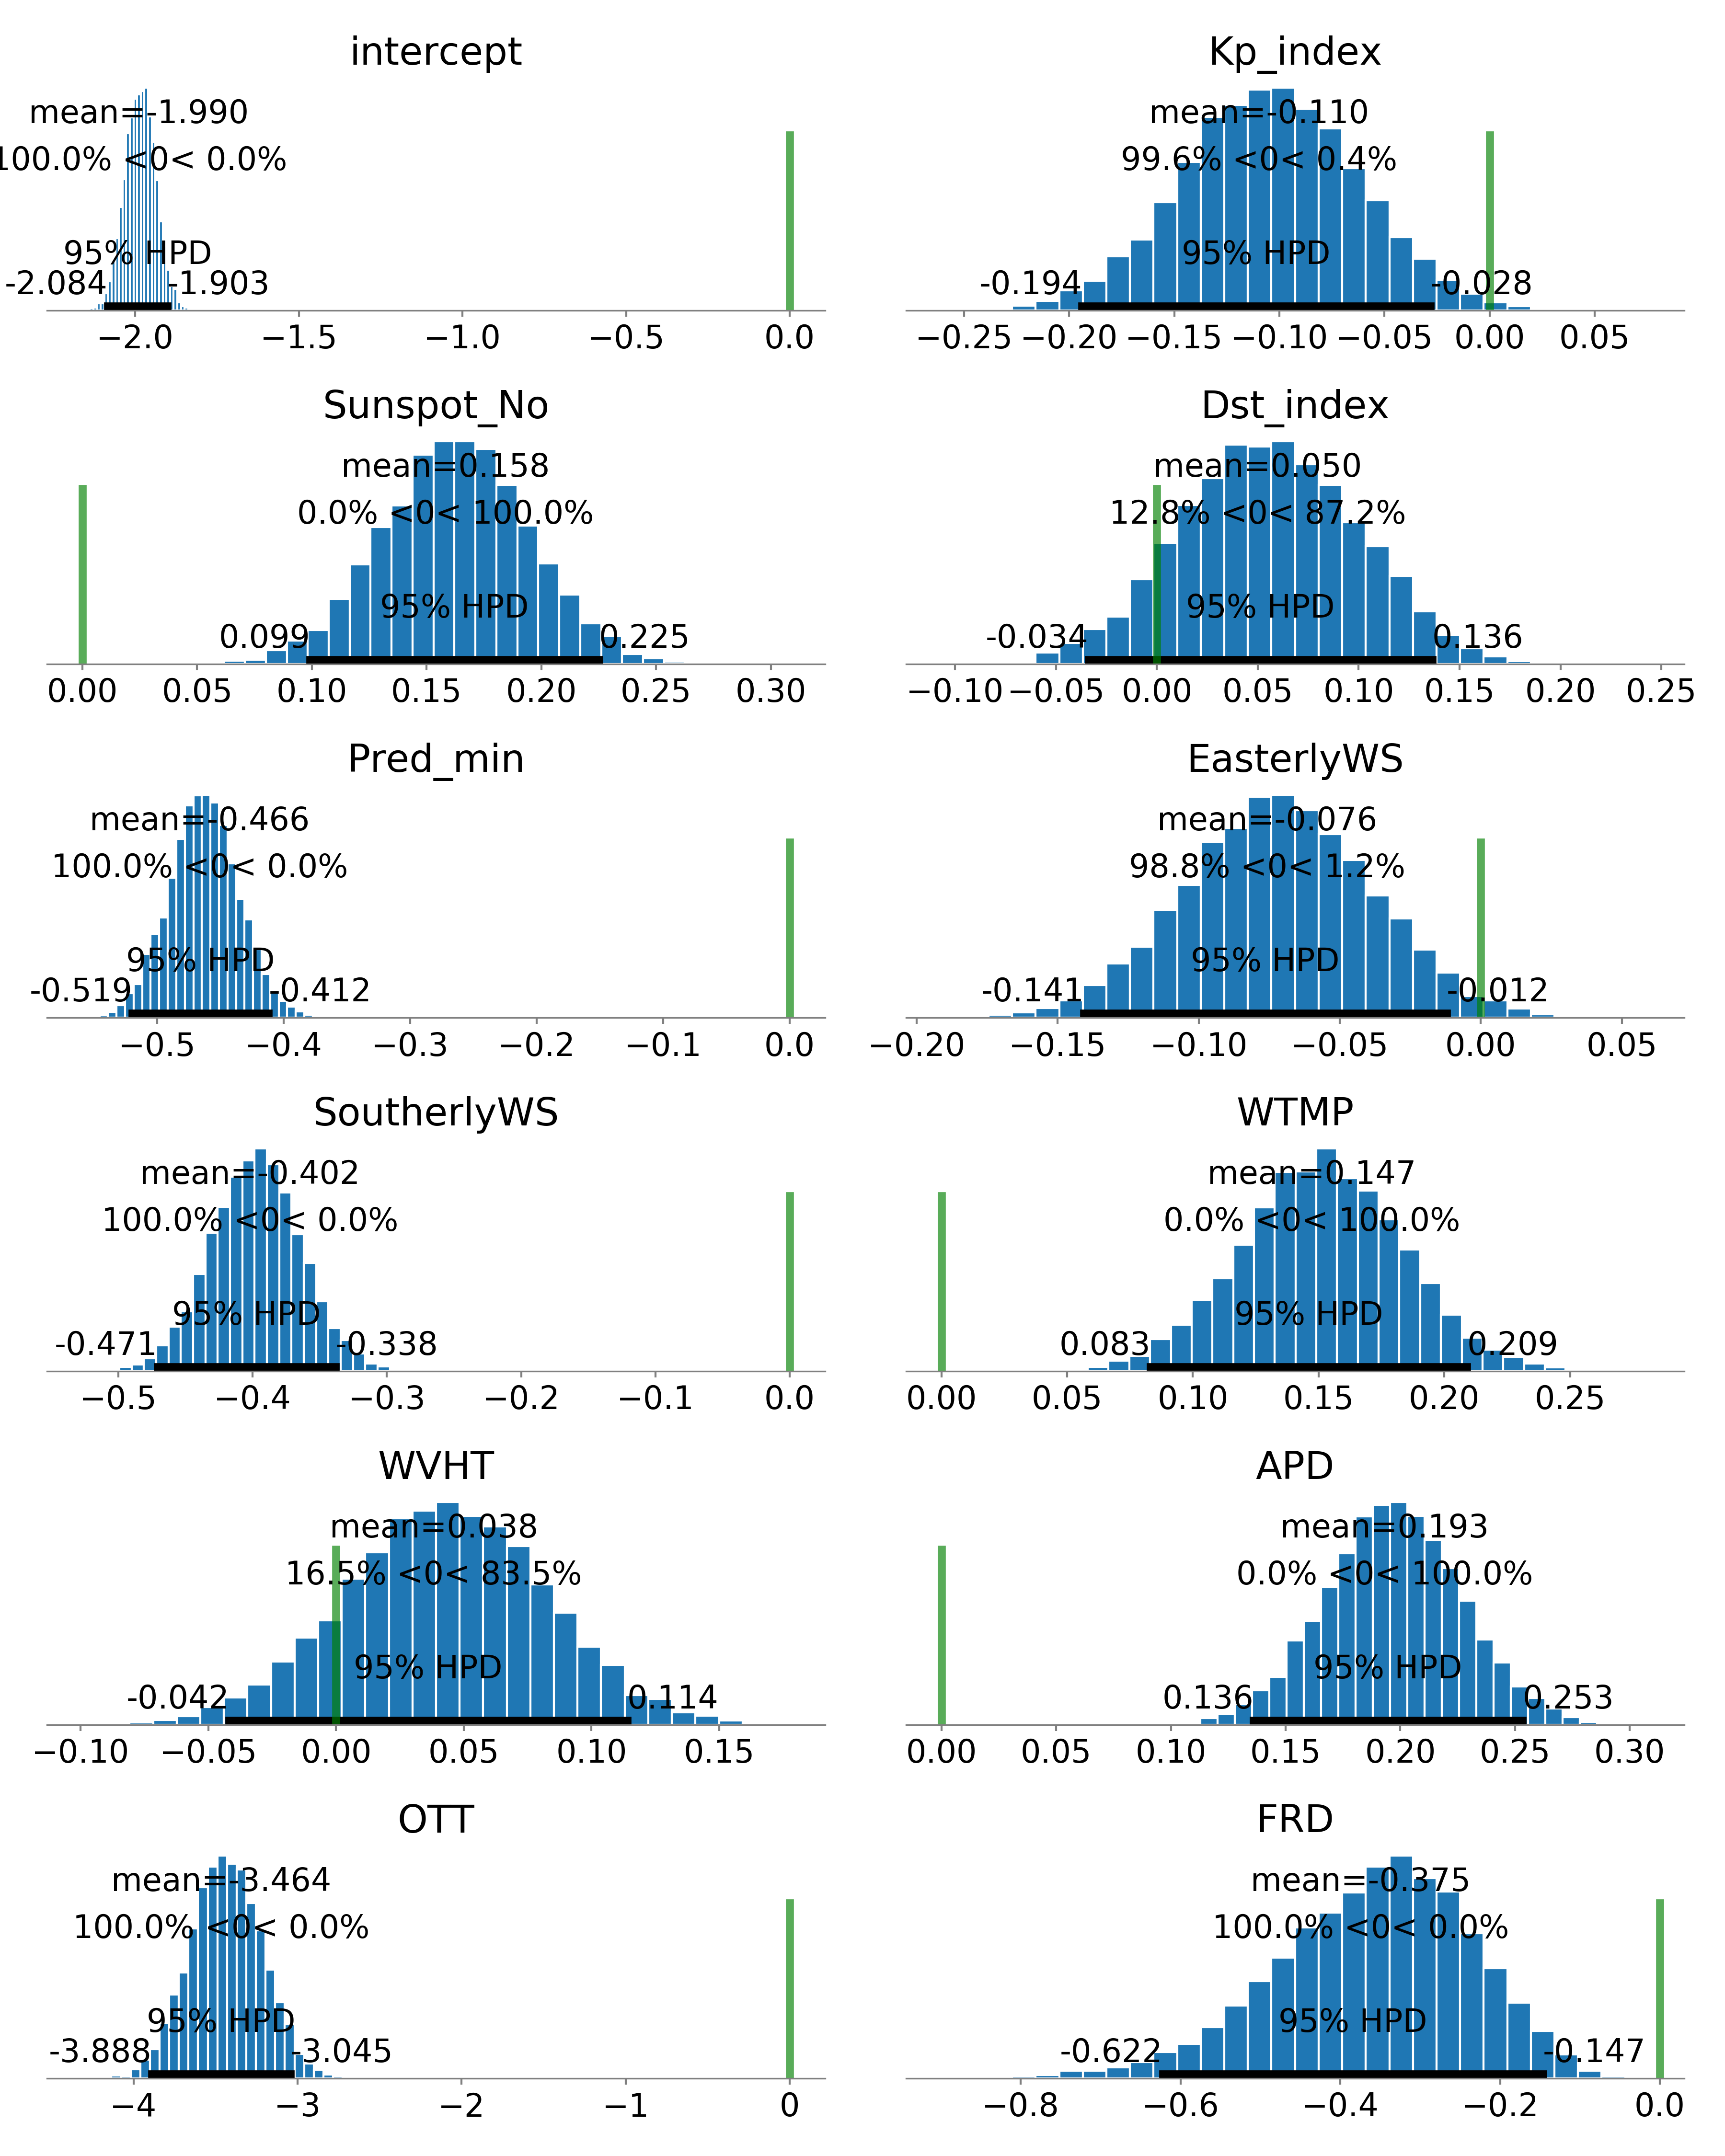 intercept
mean=-1.990
100.0% <0< 0.0%
95% HPD
-2.084 -1.903
−2.0 −1.5 −1.0 −0.5 0.0
Kp_index
mean=-0.110
99.6% <0< 0.4%
95% HPD
-0.194 -0.028
−0.25 −0.20 −0.15 −0.10 −0.05 0.00 0.05
Sunspot_No
mean=0.158
0.0% <0< 100.0%
95% HPD
0.099 0.225
0.00 0.05 0.10 0.15 0.20 0.25 0.30
Dst_index
mean=0.050
12.8% <0< 87.2%
95% HPD
-0.034 0.136
−0.10 −0.05 0.00 0.05 0.10 0.15 0.20 0.25
Pred_min
mean=-0.466
100.0% <0< 0.0%
95% HPD
-0.519 -0.412
−0.5 −0.4 −0.3 −0.2 −0.1 0.0
EasterlyWS
mean=-0.076
98.8% <0< 1.2%
95% HPD
-0.141 -0.012
−0.20 −0.15 −0.10 −0.05 0.00 0.05
SoutherlyWS
mean=-0.402
100.0% <0< 0.0%
95% HPD
-0.471 -0.338
−0.5 −0.4 −0.3 −0.2 −0.1 0.0
WTMP
mean=0.147
0.0% <0< 100.0%
95% HPD
0.083 0.209
0.00 0.05 0.10 0.15 0.20 0.25
WVHT
mean=0.038
16.5% <0< 83.5%
95% HPD
-0.042 0.114
−0.10 −0.05 0.00 0.05 0.10 0.15
APD
mean=0.193
0.0% <0< 100.0%
95% HPD
0.136 0.253
0.00 0.05 0.10 0.15 0.20 0.25 0.30
OTT
mean=-3.464
100.0% <0< 0.0%
95% HPD
-3.888 -3.045
−4 −3 −2 −1 0
FRD
mean=-0.375
100.0% <0< 0.0%
95% HPD
-0.622 -0.147
−0.8 −0.6 −0.4 −0.2 0.0